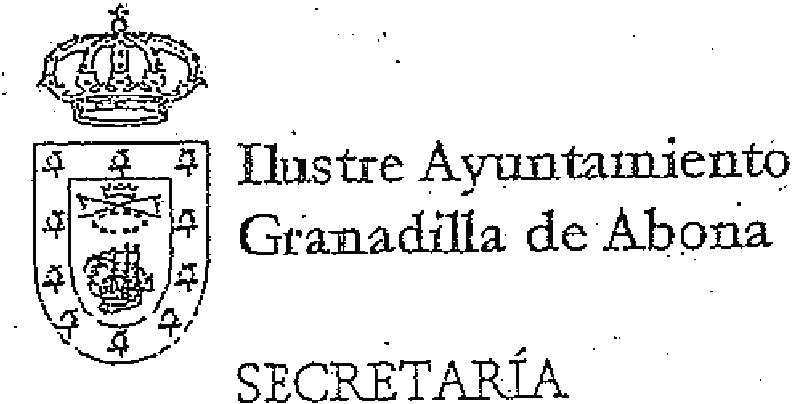 Ilustre Ayuntamiento
Granadilla de Abona
SECRETARÍA